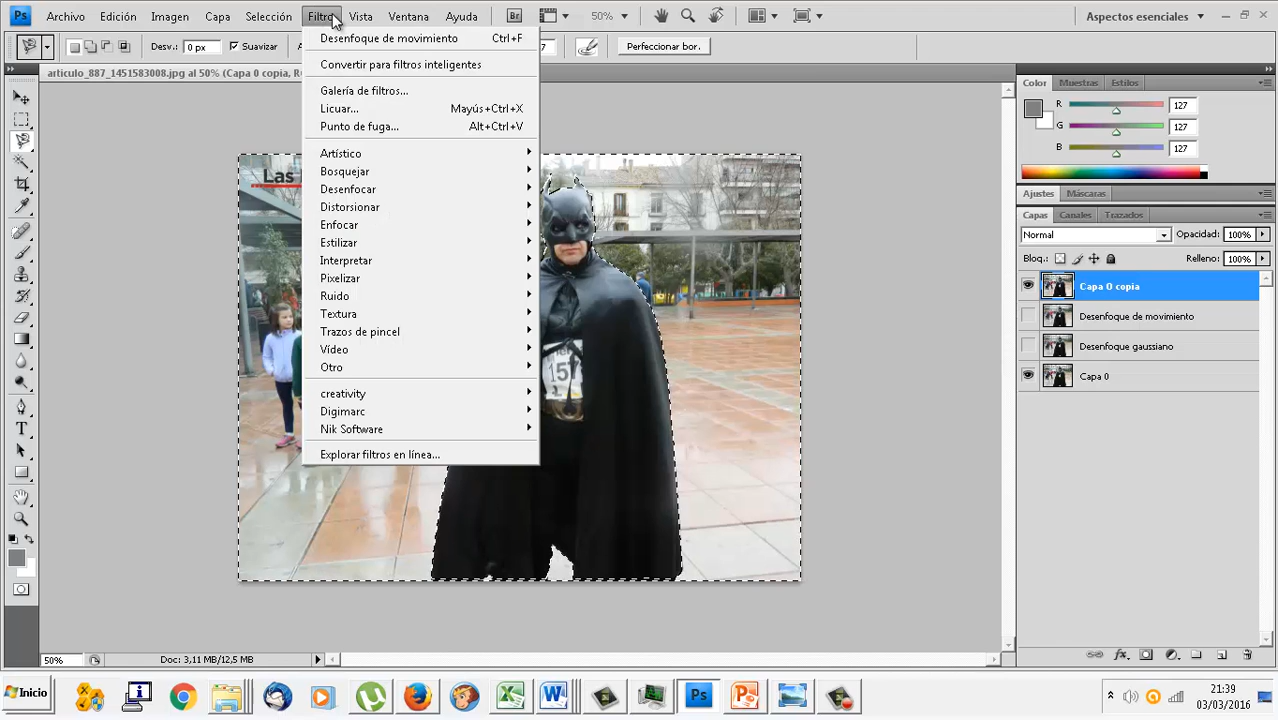 Ps Archivo Edición Imagen Capa Selección Filtro Vista Ventana Ayuda Br 50% Aspectos esenciales
Desv.: 0 px Suavizar 7 Perfeccionar bor.
articulo_887_1451583008.jpg al 50% (Capa 0 copia,
Desenfoque de movimiento Ctrl+F
Convertir para filtros inteligentes
Galería de filtros...
Licuar... Mayús+Ctrl+X
Punto de fuga... Alt+Ctrl+V
Artístico
Bosquejar
Desenfocar
Distorsionar
Enfocar
Estilizar
Interpretar
Pixelizar
Ruido
Textura
Trazos de pincel
Vídeo
Otro
creativity
Digimarc
Nik Software
Explorar filtros en línea...
Las
157
Color Muestras Estilos
R 127
G 127
B 148
Ajustes Máscaras
Capas Canales Trazados
Normal Opacidad: 100%
Bloq.: Relleno: 100%
Capa 0 copia
Desenfoque de movimiento
Desenfoque gaussiano
Capa 0
50% Doc: 3,11 MB/12,5 MB
Inicio
21:39
03/03/2016